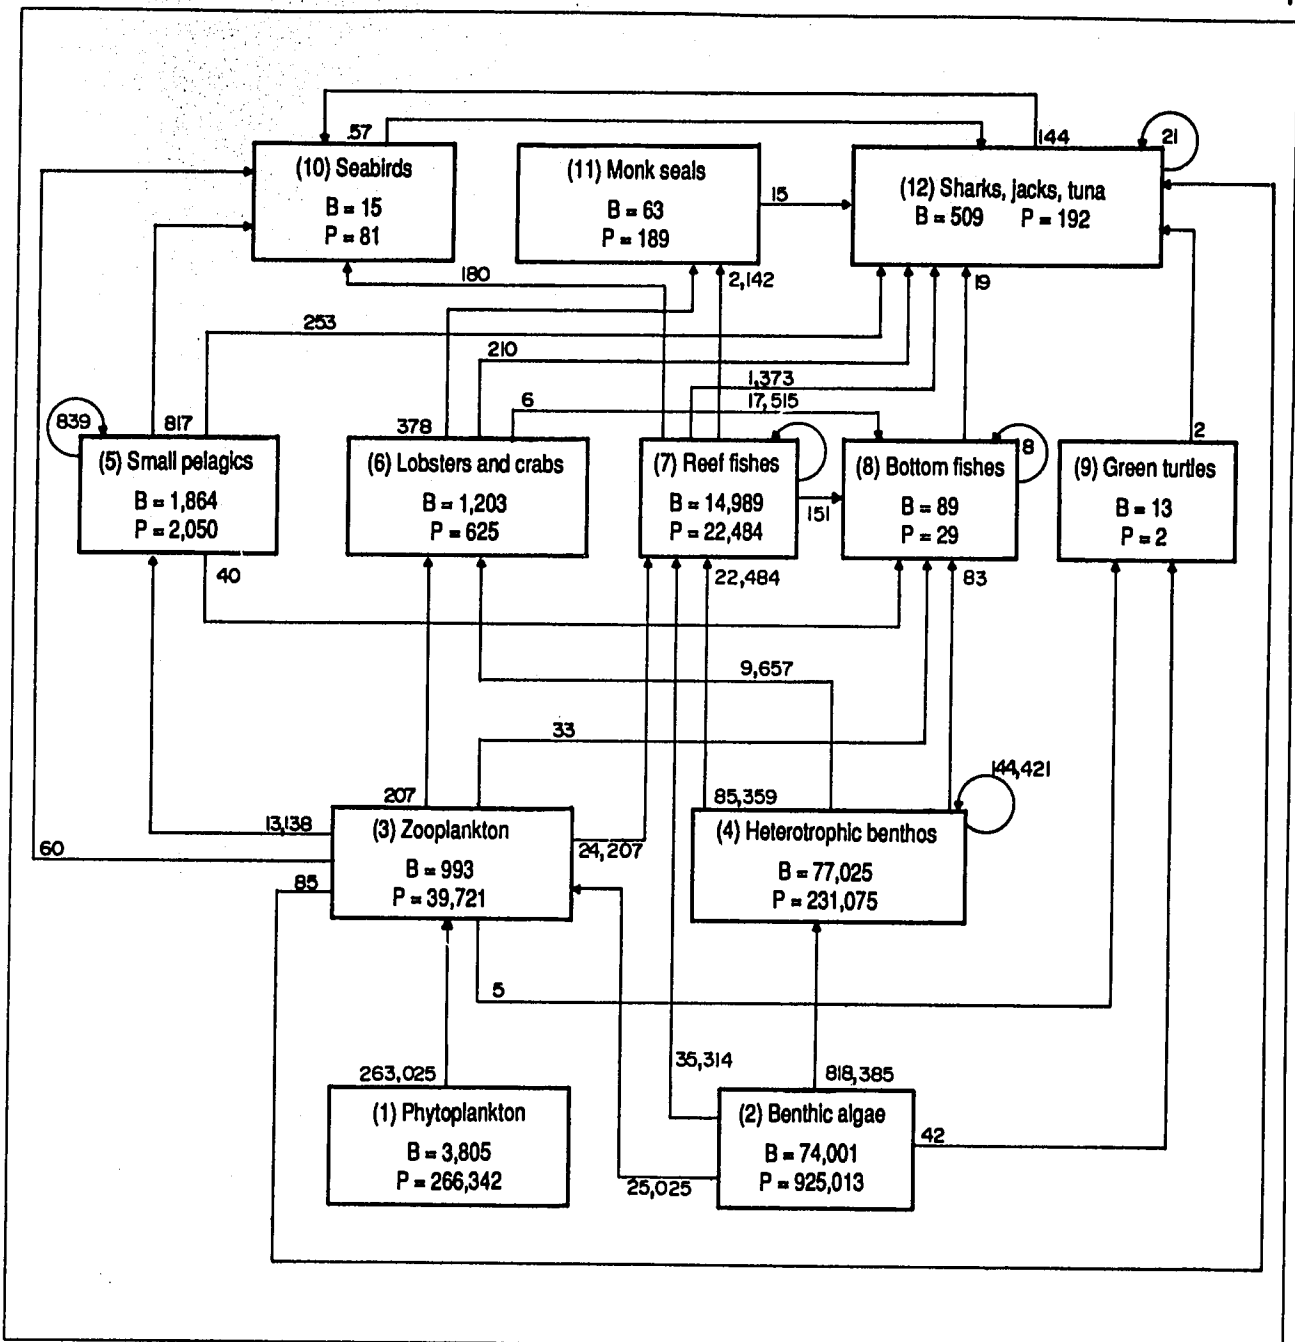 .57
144
21
(10) Seabirds
B = 15
P = 81
(11) Monk seals
B = 63
P = 189
15
(12) Sharks, jacks, tuna
B = 509 P = 192
180
2,142
19
253
210
1,373
6
17,515
839
817
378
8
2
(5) Small pelagics
B = 1,864
P = 2,050
(6) Lobsters and crabs
B = 1,203
P = 625
(7) Reef fishes
B = 14,989
P = 22,484
151
(8) Bottom fishes
B = 89
P = 29
(9) Green turtles
B = 13
P = 2
40
22,484
83
9,657
33
144,421
207
85,359
13,138
60
85
(3) Zooplankton
B = 993
P = 39,721
24,207
(4) Heterotrophic benthos
B = 77,025
P = 231,075
5
35,314
263,025
818,385
(1) Phytoplankton
B = 3,805
P = 266,342
25,025
(2) Benthic algae
B = 74,001
P = 925,013
42